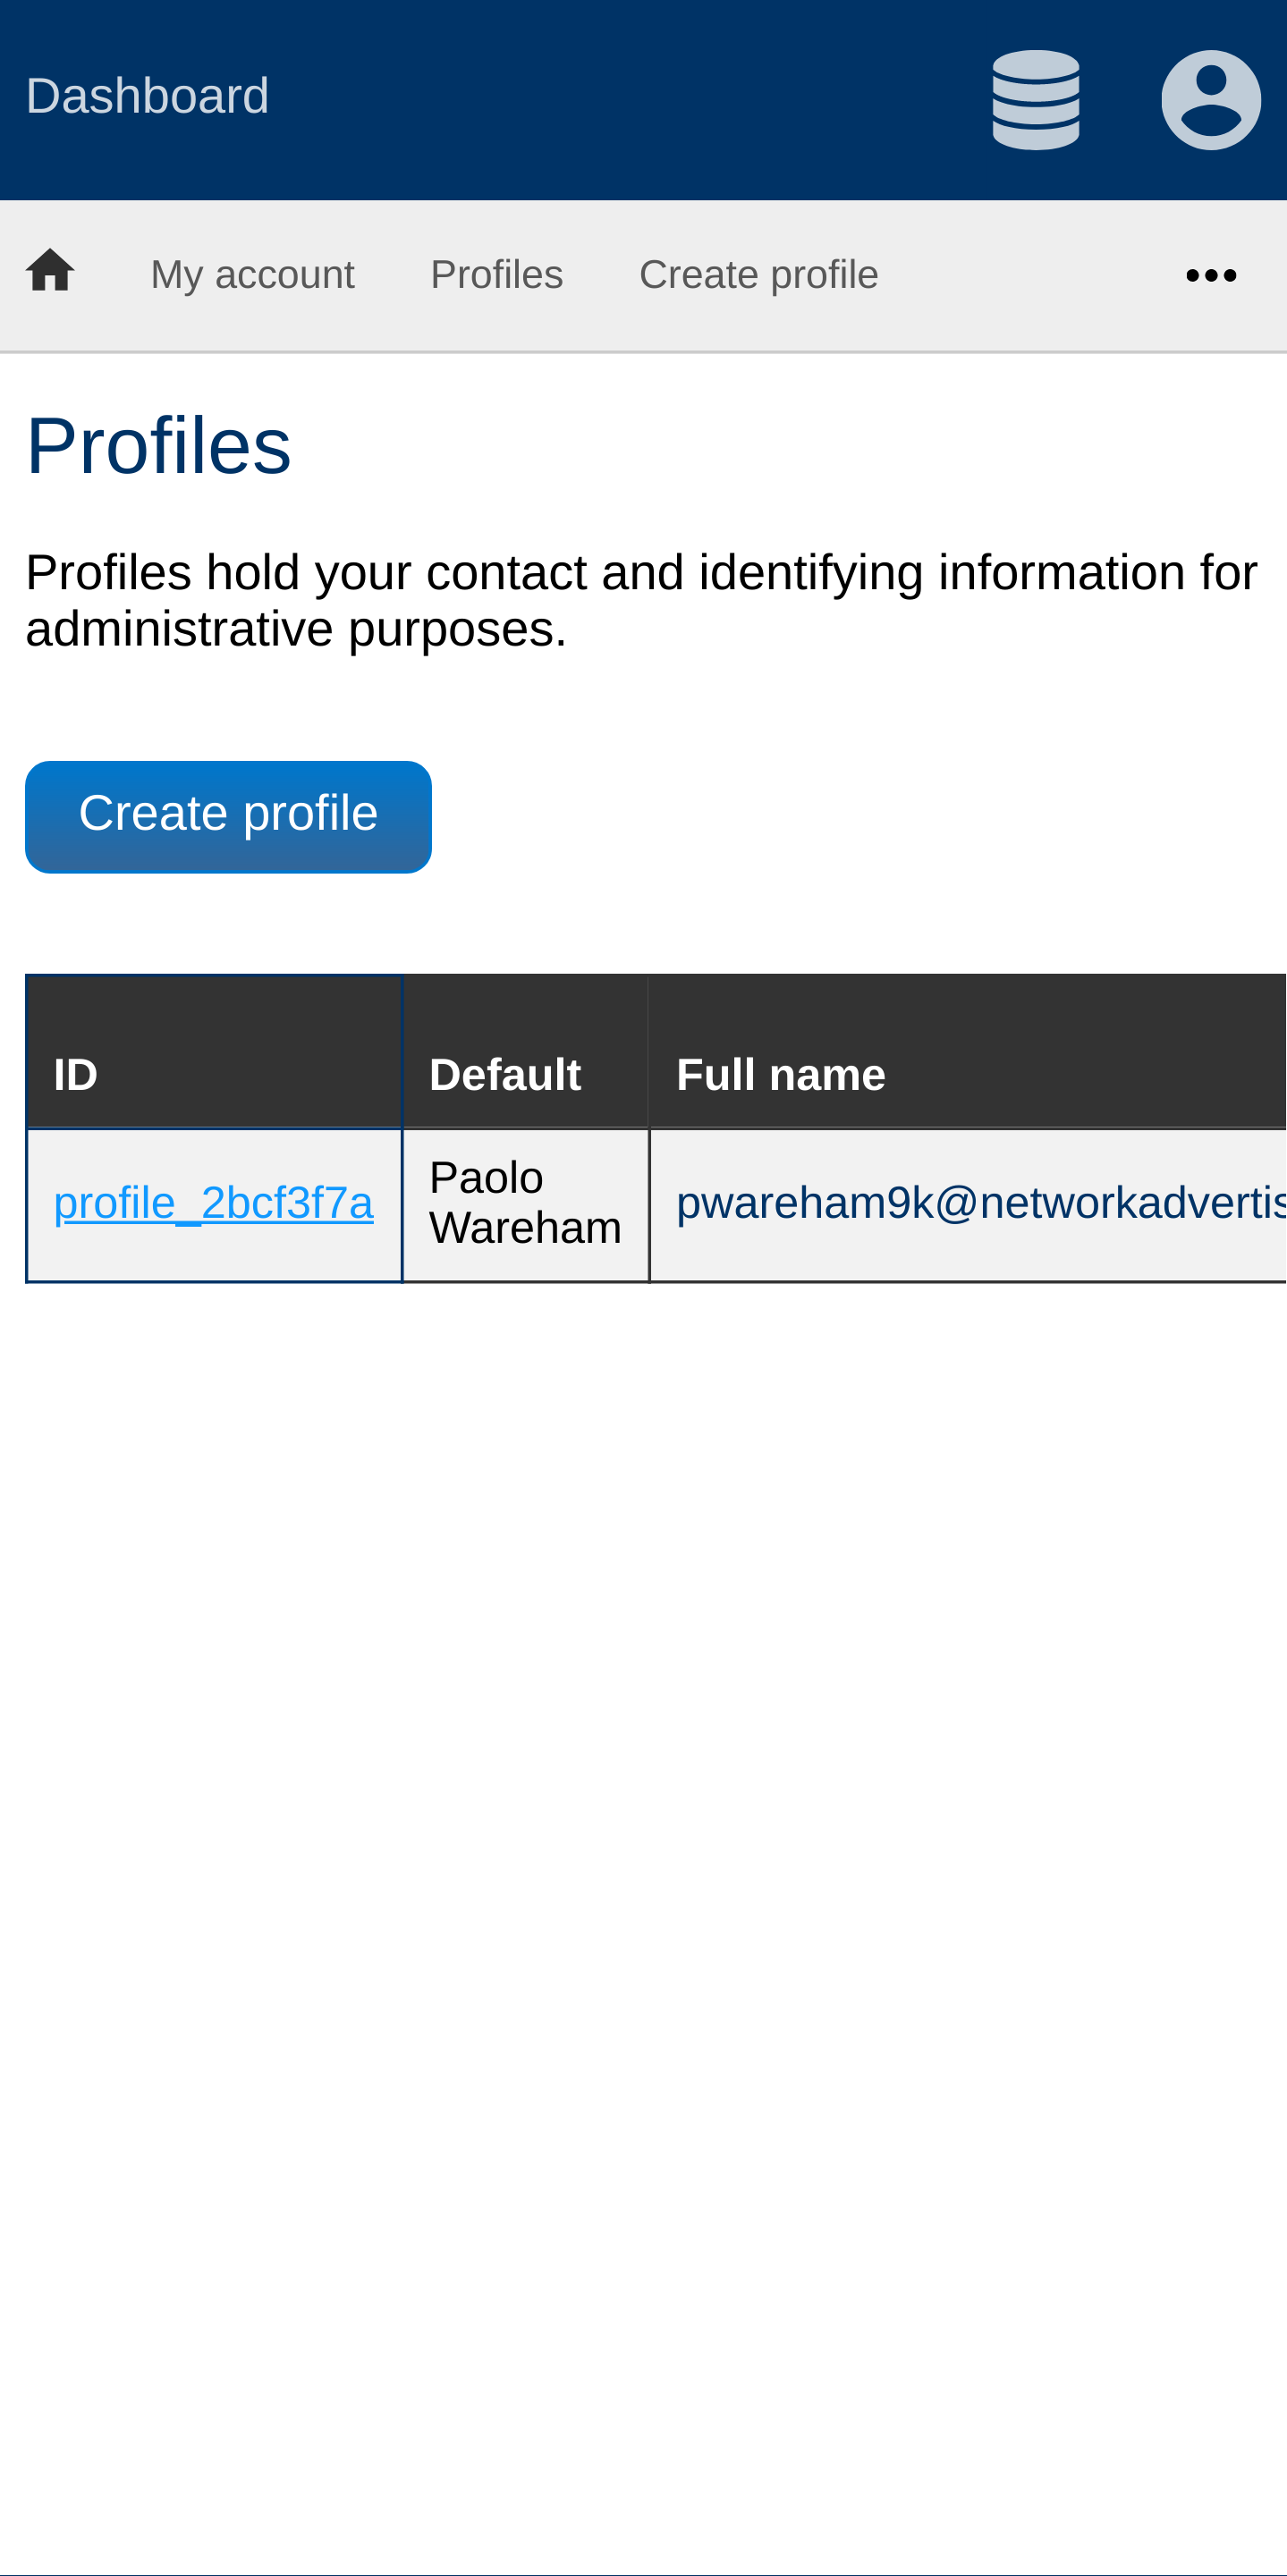 Dashboard
My account Profiles Create profile
Profiles
Profiles hold your contact and identifying information for
administrative purposes.
Create profile
ID Default Full name
profile_2bcf3f7a Paolo Wareham pwareham9k@networkadvertis